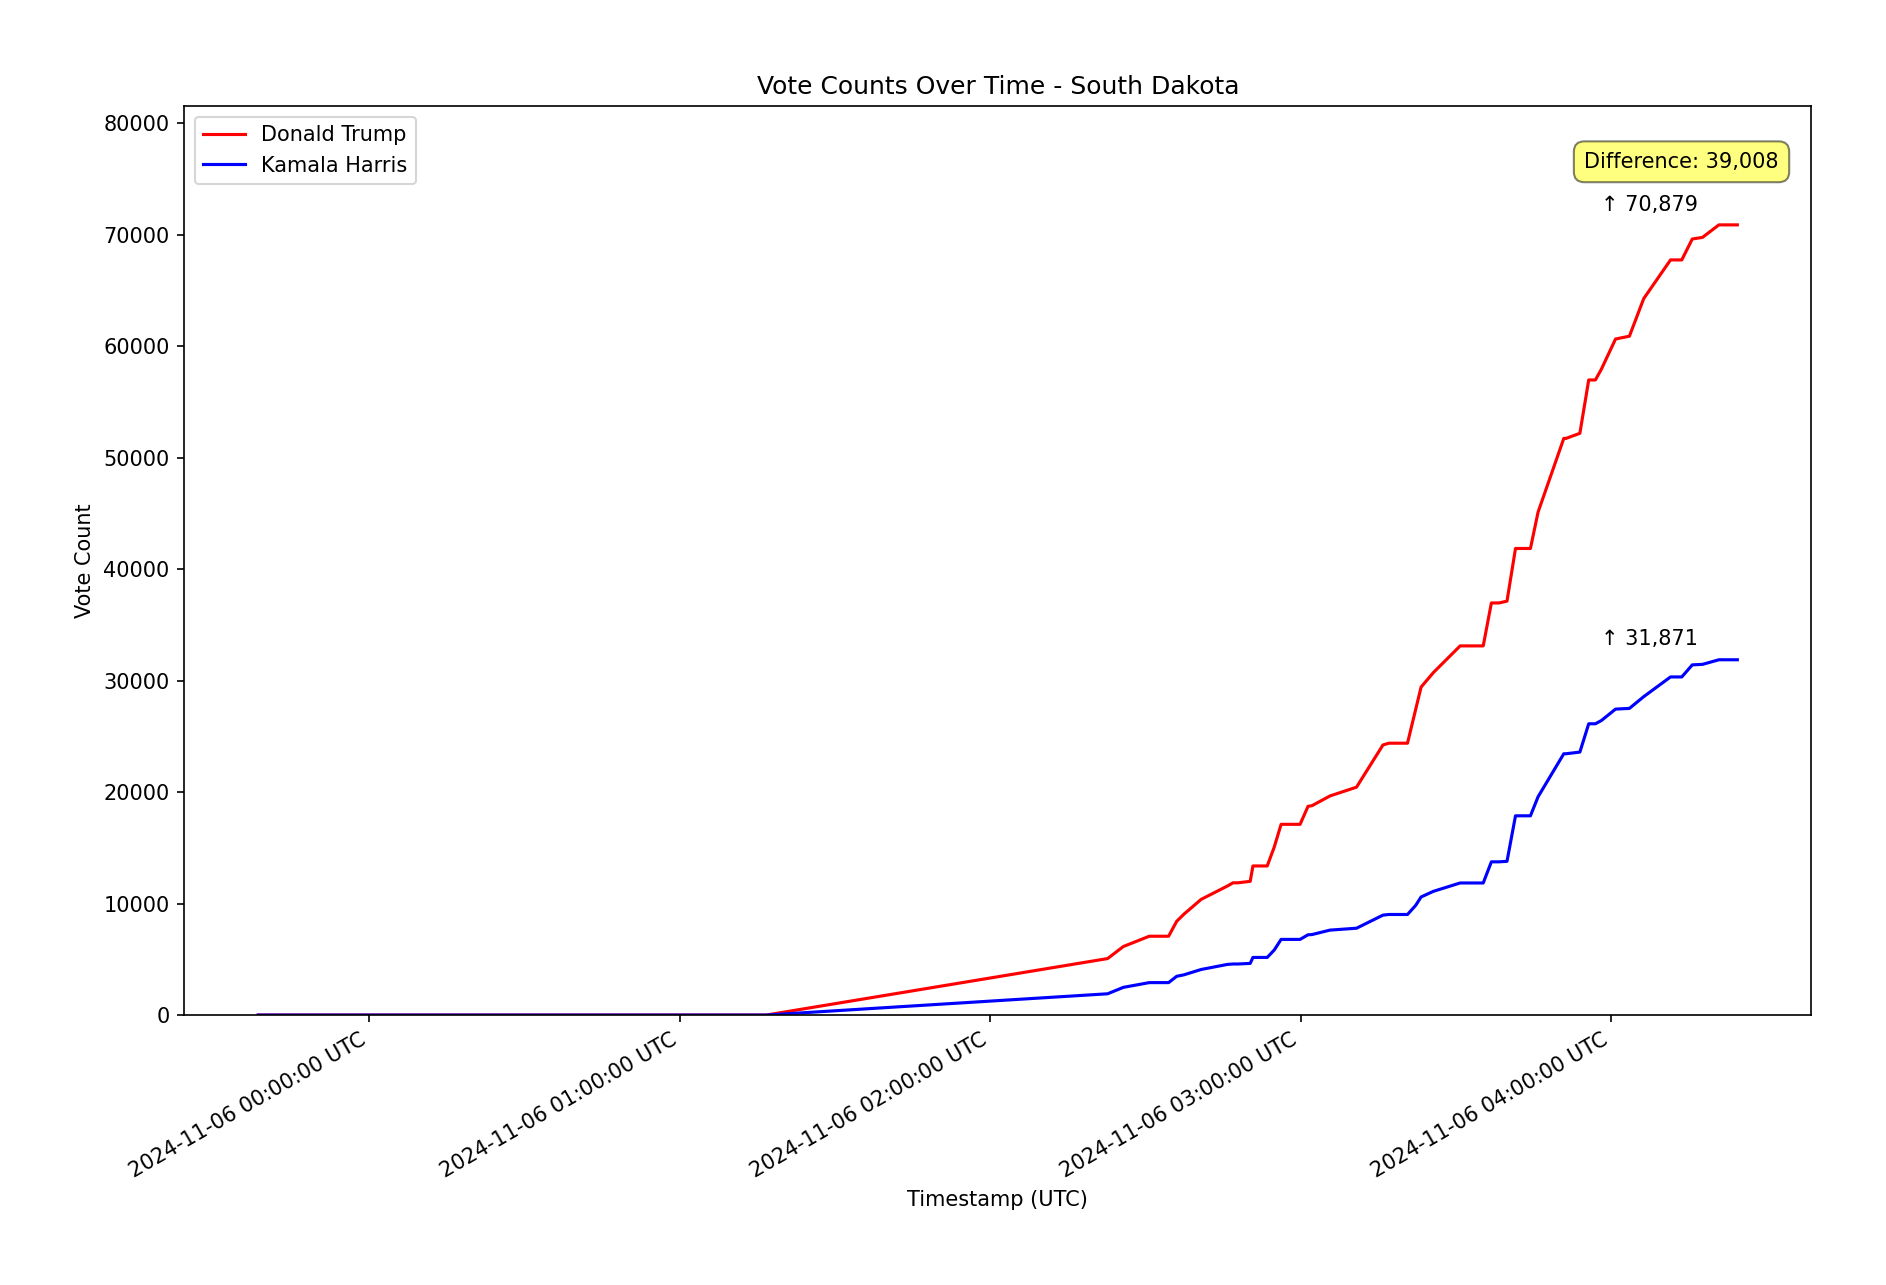 Vote Counts Over Time - South Dakota
Donald Trump
Kamala Harris
Difference: 39,008
↑ 70,879
↑ 31,871
Vote Count
80000
70000
60000
50000
40000
30000
20000
10000
0
2024-11-06 00:00:00 UTC
2024-11-06 01:00:00 UTC
2024-11-06 02:00:00 UTC
2024-11-06 03:00:00 UTC
2024-11-06 04:00:00 UTC
Timestamp (UTC)